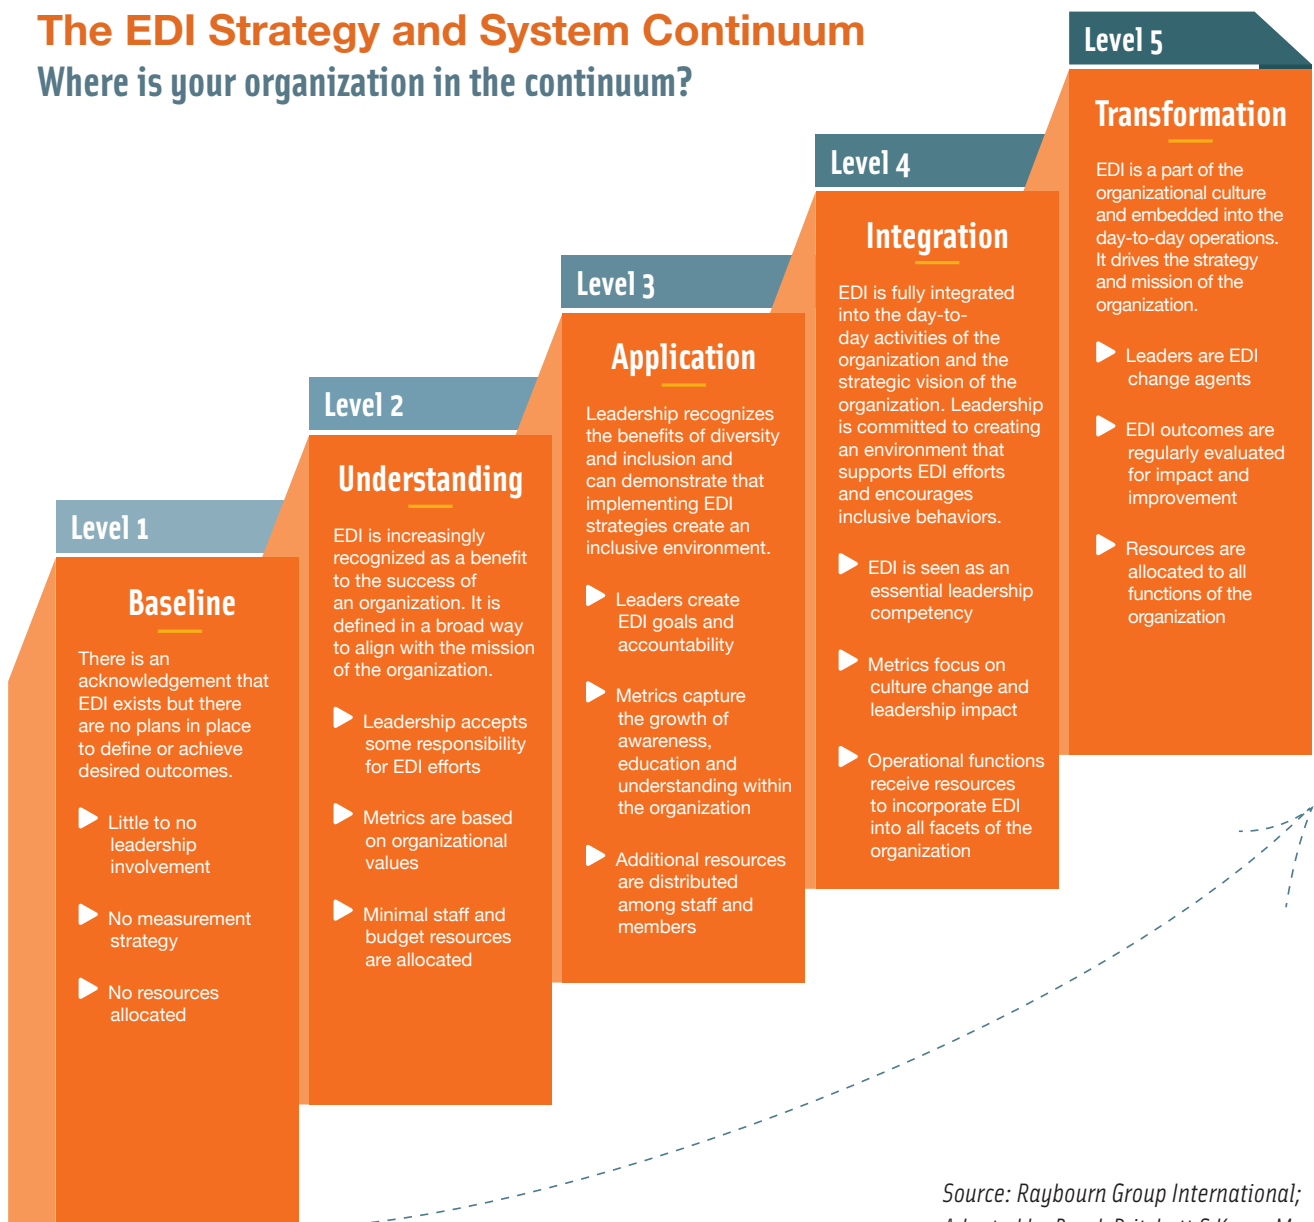 The EDI Strategy and System Continuum
Where is your organization in the continuum?
Level 1
Baseline
There is an
acknowledgement that
EDI exists but there
are no plans in place
to define or achieve
desired outcomes.
Little to no
leadership
involvement
No measurement
strategy
No resources
allocated
Level 2
Understanding
EDI is increasingly
recognized as a benefit
to the success of
an organization. It is
defined in a broad way
to align with the mission
of the organization.
Leadership accepts
some responsibility
for EDI efforts
Metrics are based
on organizational
values
Minimal staff and
budget resources
are allocated
Level 3
Application
Leadership recognizes
the benefits of diversity
and inclusion and
can demonstrate that
implementing EDI
strategies create an
inclusive environment.
Leaders create
EDI goals and
accountability
Metrics capture
the growth of
awareness,
education and
understanding within
the organization
Additional resources
are distributed
among staff and
members
Level 4
Integration
EDI is fully integrated
into the day-to-
day activities of the
organization and the
strategic vision of the
organization. Leadership
is committed to creating
an environment that
supports EDI efforts
and encourages
inclusive behaviors.
EDI is seen as an
essential leadership
competency
Metrics focus on
culture change and
leadership impact
Operational functions
receive resources
to incorporate EDI
into all facets of the
organization
Level 5
Transformation
EDI is a part of the
organizational culture
and embedded into the
day-to-day operations.
It drives the strategy
and mission of the
organization.
Leaders are EDI
change agents
EDI outcomes are
regularly evaluated
for impact and
improvement
Resources are
allocated to all
functions of the
organization
Source: Raybourn Group International;